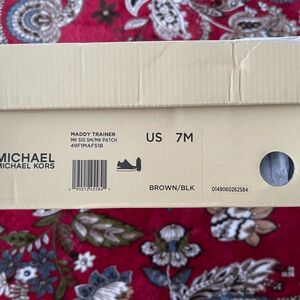 MADDY TRAINER
MK SIG SM/MK PATCH
49F1MAFS1B
US 7M
MICHAEL
MICHAEL KORS
BROWN/BLK
0149060262584